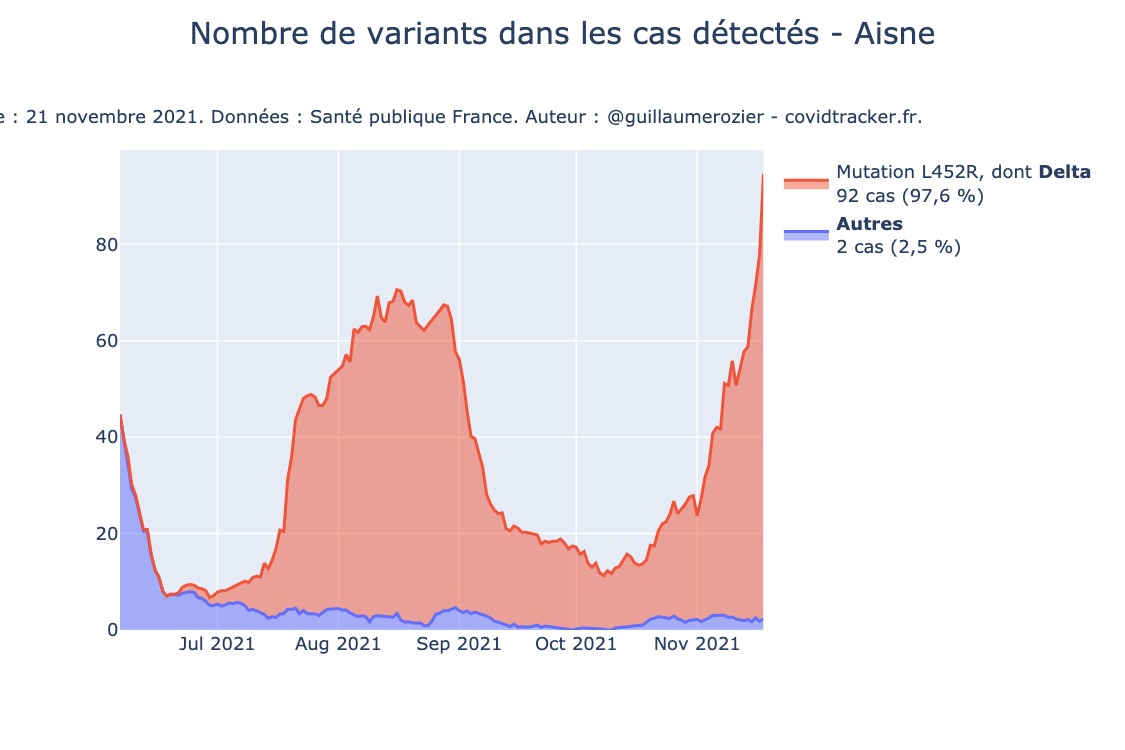 Nombre de variants dans les cas détectés - Aisne
: 21 novembre 2021. Données : Santé publique France. Auteur : @guillaumerozier - covidtracker.fr.
Mutation L452R, dont Delta
92 cas (97,6 %)
Autres
2 cas (2,5 %)
80
60
40
20
0
Jul 2021 Aug 2021 Sep 2021 Oct 2021 Nov 2021